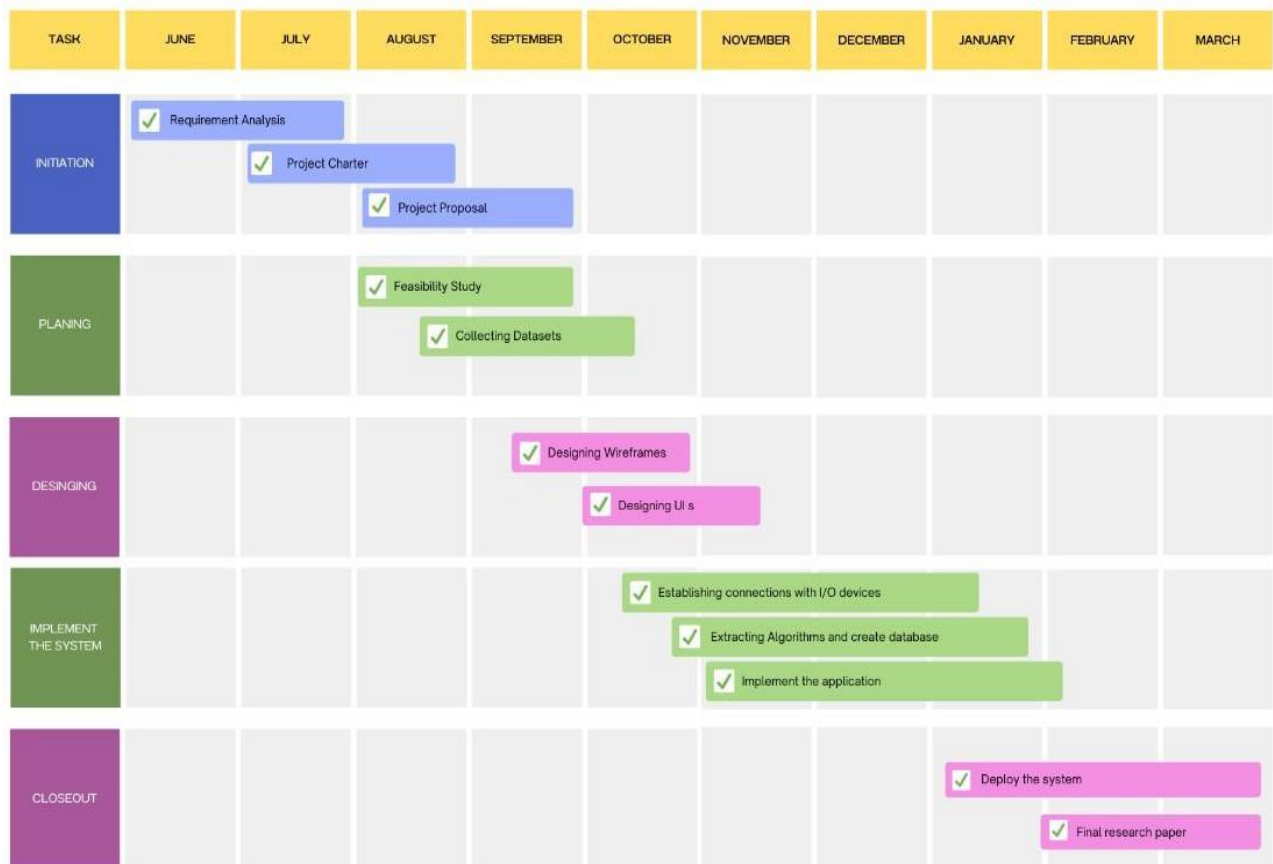 TASK JUNE JULY AUGUST SEPTEMBER OCTOBER NOVEMBER DECEMBER JANUARY FEBRUARY MARCH
INITIATION
Requirement Analysis
Project Charter
Project Proposal
PLANING
Feasibility Study
Collecting Datasets
DESINGING
Designing Wireframes
Designing UI s
IMPLEMENT
THE SYSTEM
Establishing connections with I/O devices
Extracting Algorithms and create database
Implement the application
CLOSEOUT
Deploy the system
Final research paper